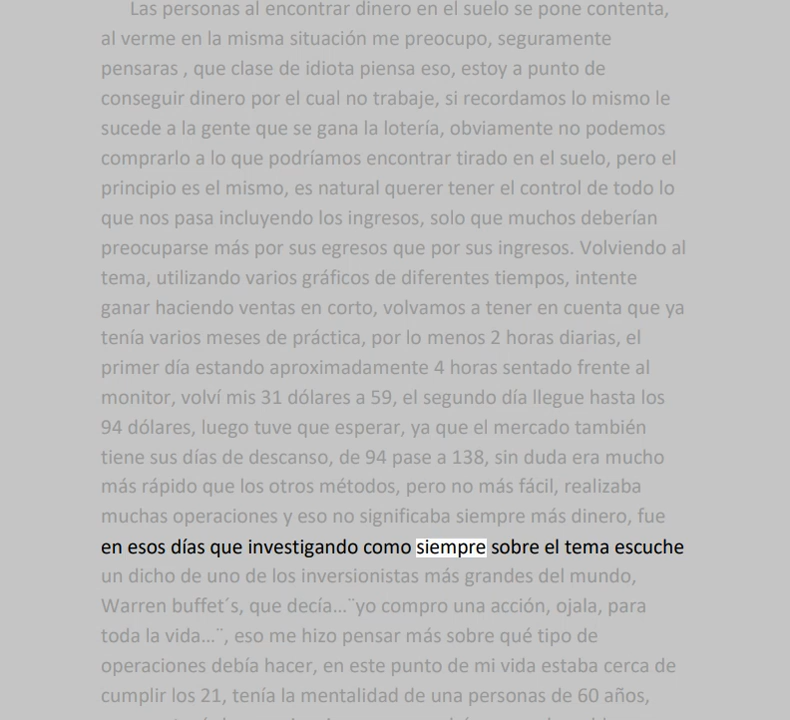 Las personas al encontrar dinero en el suelo se pone contenta,
al verme en la misma situación me preocupo, seguramente
pensaras , que clase de idiota piensa eso, estoy a punto de
conseguir dinero por el cual no trabaje, si recordamos lo mismo le
sucede a la gente que se gana la lotería, obviamente no podemos
comprarlo a lo que podríamos encontrar tirado en el suelo, pero el
principio es el mismo, es natural querer tener el control de todo lo
que nos pasa incluyendo los ingresos, solo que muchos deberían
preocuparse más por sus egresos que por sus ingresos. Volviendo al
tema, utilizando varios gráficos de diferentes tiempos, intente
ganar haciendo ventas en corto, volvamos a tener en cuenta que ya
tenía varios meses de práctica, por lo menos 2 horas diarias, el
primer día estando aproximadamente 4 horas sentado frente al
monitor, volví mis 31 dólares a 59, el segundo día llegue hasta los
94 dólares, luego tuve que esperar, ya que el mercado también
tiene sus días de descanso, de 94 pase a 138, sin duda era mucho
más rápido que los otros métodos, pero no más fácil, realizaba
muchas operaciones y eso no significaba siempre más dinero, fue
en esos días que investigando como siempre sobre el tema escuche
un dicho de uno de los inversionistas más grandes del mundo,
Warren buffet´s, que decía...¨yo compro una acción, ojala, para
toda la vida...¨, eso me hizo pensar más sobre qué tipo de
operaciones debía hacer, en este punto de mi vida estaba cerca de
cumplir los 21, tenía la mentalidad de una personas de 60 años,